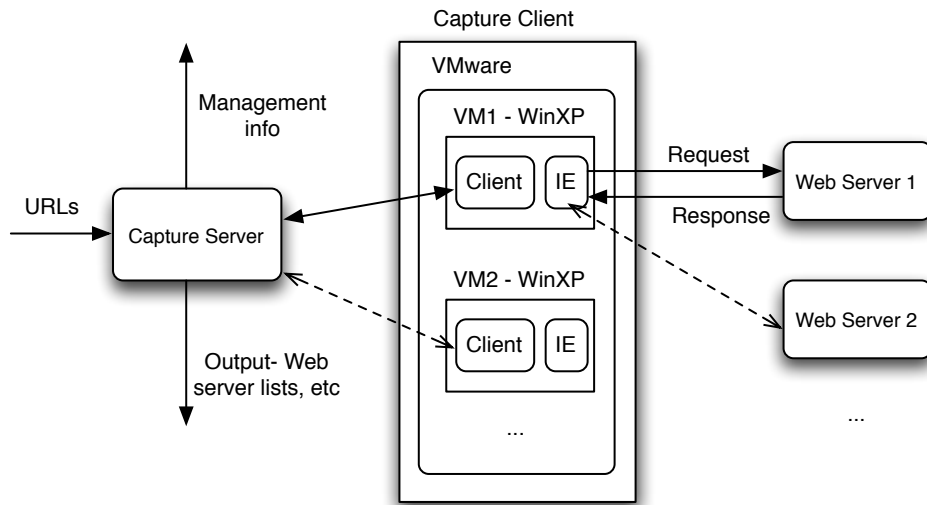 Capture Client
VMware
Management
info
VM1 - WinXP
Client
IE
Request
Web Server 1
Response
URLs
Capture Server
VM2 - WinXP
Client
IE
Web Server 2
Output- Web
server lists, etc
...
...